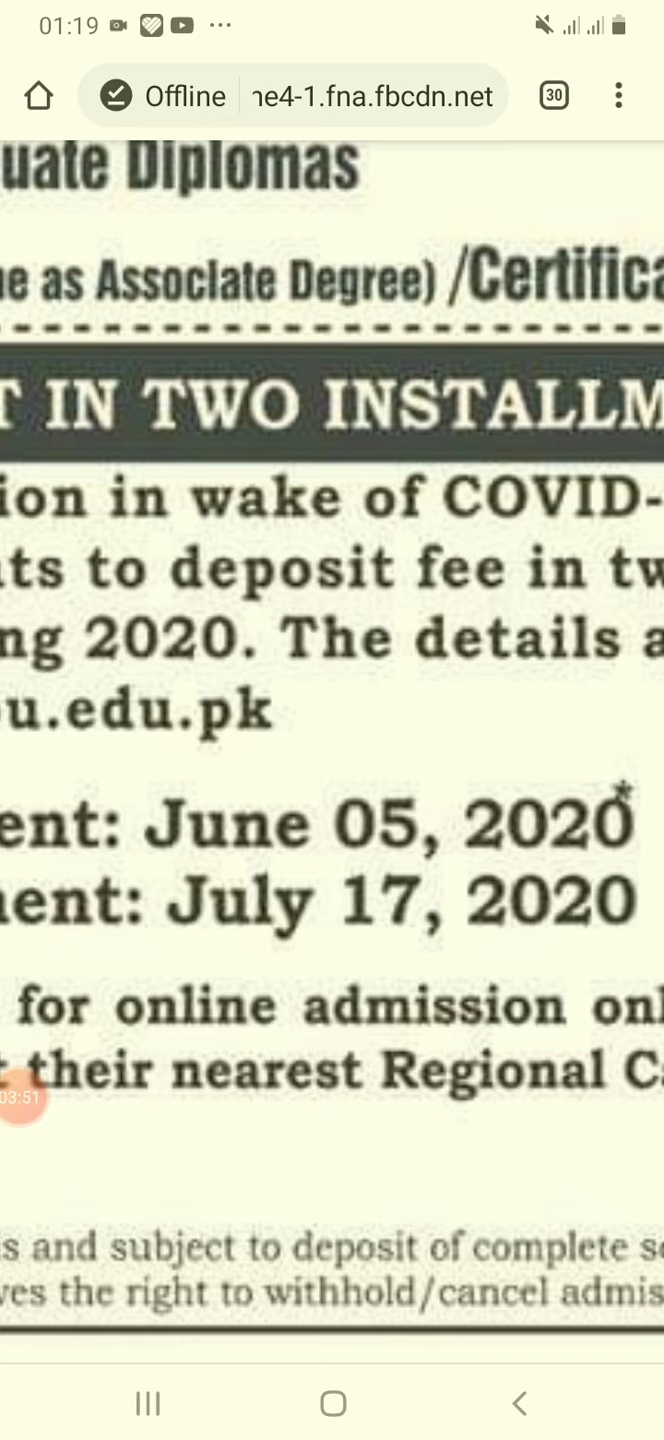 01:19
Offline ne4-1.fna.fbcdn.net 30
uate Diplomas
e as Associate Degree) /Certifica
T IN TWO INSTALLM
ion in wake of COVID-
ts to deposit fee in tw
ng 2020. The details a
u.edu.pk
ent: June 05, 2020*
ent: July 17, 2020
for online admission onl
t their nearest Regional Ca
03:51
s and subject to deposit of complete se
ves the right to withhold/cancel admis